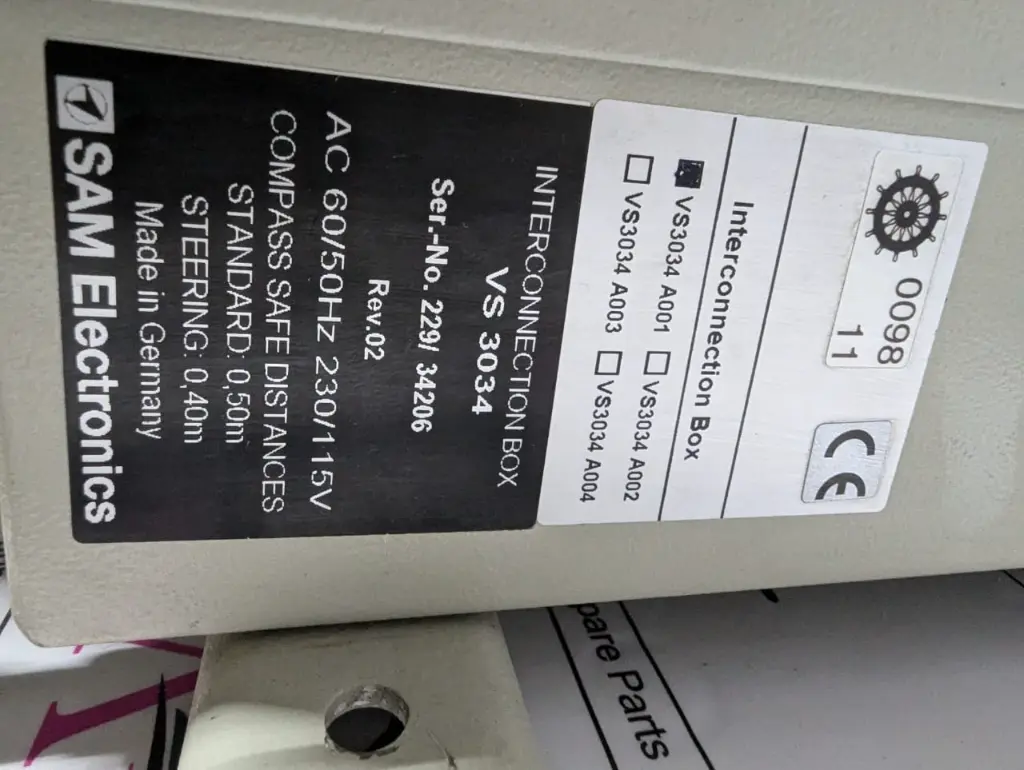 0098
11
CE
Interconnection Box
VS3034 A001 VS3034 A002
VS3034 A003 VS3034 A004
INTERCONNECTION BOX
VS 3034
Ser.-No. 229/ 34206
Rev.02
AC 60/50Hz 230/115V
COMPASS SAFE DISTANCES
STANDARD: 0,50m
STEERING: 0,40m
Made in Germany
SAM Electronics
pare Parts